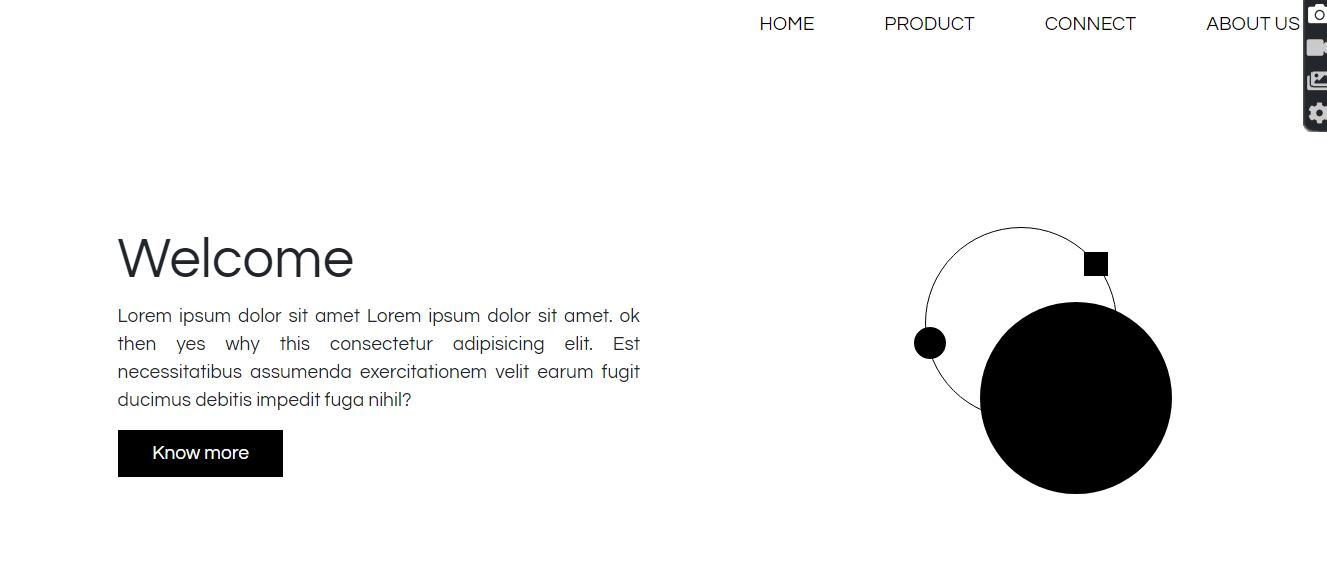 HOME PRODUCT CONNECT ABOUT US
Welcome
Lorem ipsum dolor sit amet Lorem ipsum dolor sit amet. ok
then yes why this consectetur adipisicing elit. Est
necessitatibus assumenda exercitationem velit earum fugit
ducimus debitis impedit fuga nihil?
Know more